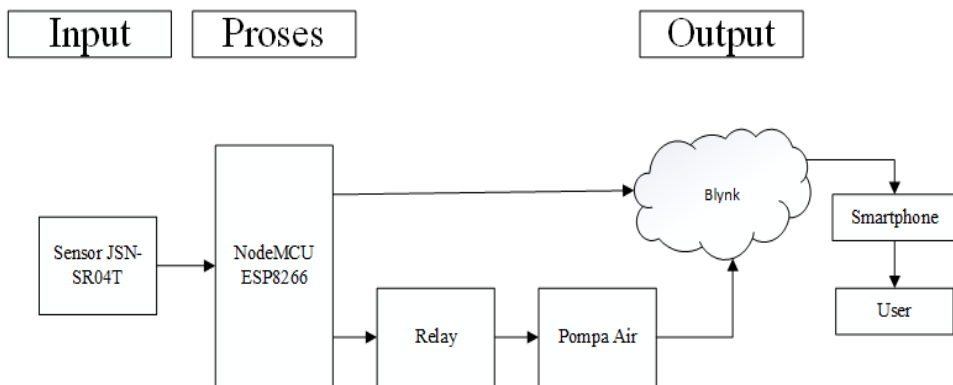 Input
Proses
Output
Sensor JSN-
SR04T
NodeMCU
ESP8266
Relay
Pompa Air
Blynk
Smartphone
User